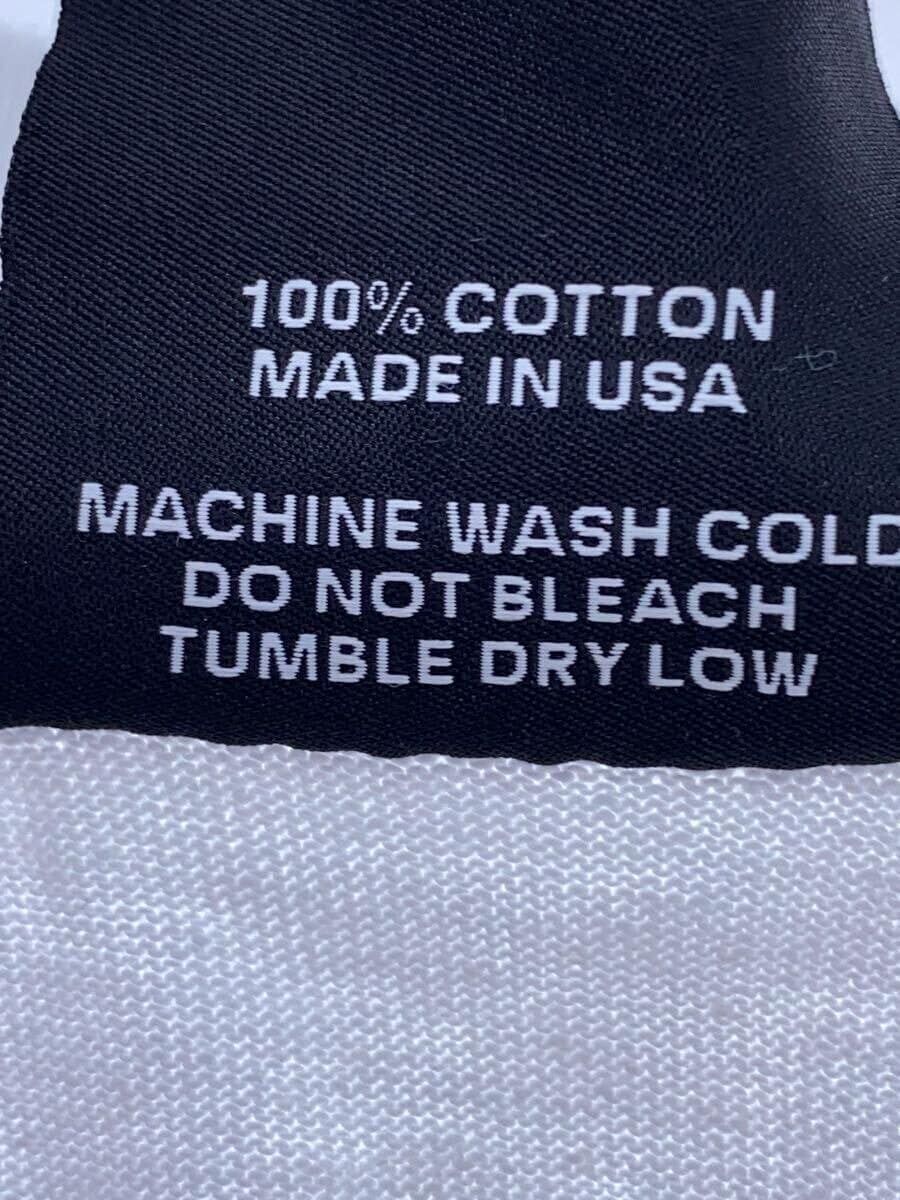 100% COTTON
MADE IN USA
MACHINE WASH COLD
DO NOT BLEACH
TUMBLE DRY LOW